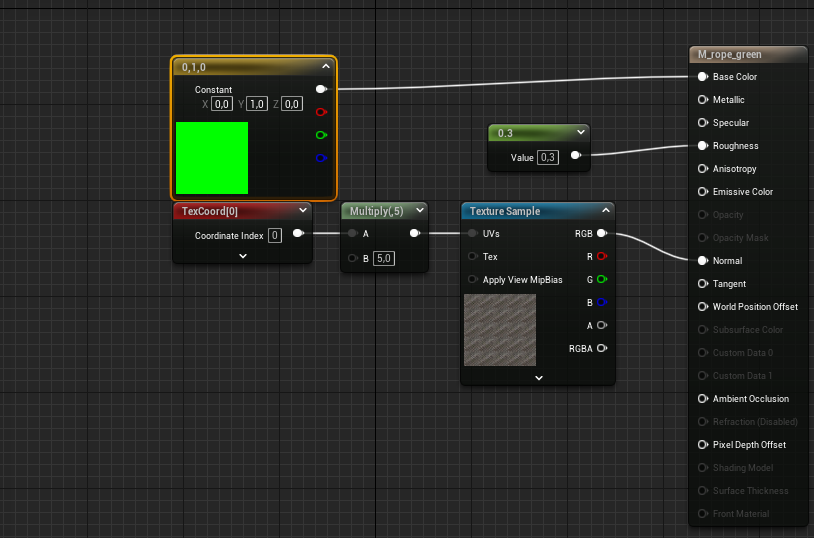 0,1,0
Constant
X 0,0 Y 1,0 Z 0,0
TexCoord[0]
Coordinate Index 0
Multiply(,5)
A
B 5,0
0.3
Value 0,3
Texture Sample
UVs RGB
Tex R
Apply View MipBias G
B
A
RGBA
M_rope_green
Base Color
Metallic
Specular
Roughness
Anisotropy
Emissive Color
Opacity
Opacity Mask
Normal
Tangent
World Position Offset
Subsurface Color
Custom Data 0
Custom Data 1
Ambient Occlusion
Refraction (Disabled)
Pixel Depth Offset
Shading Model
Surface Thickness
Front Material